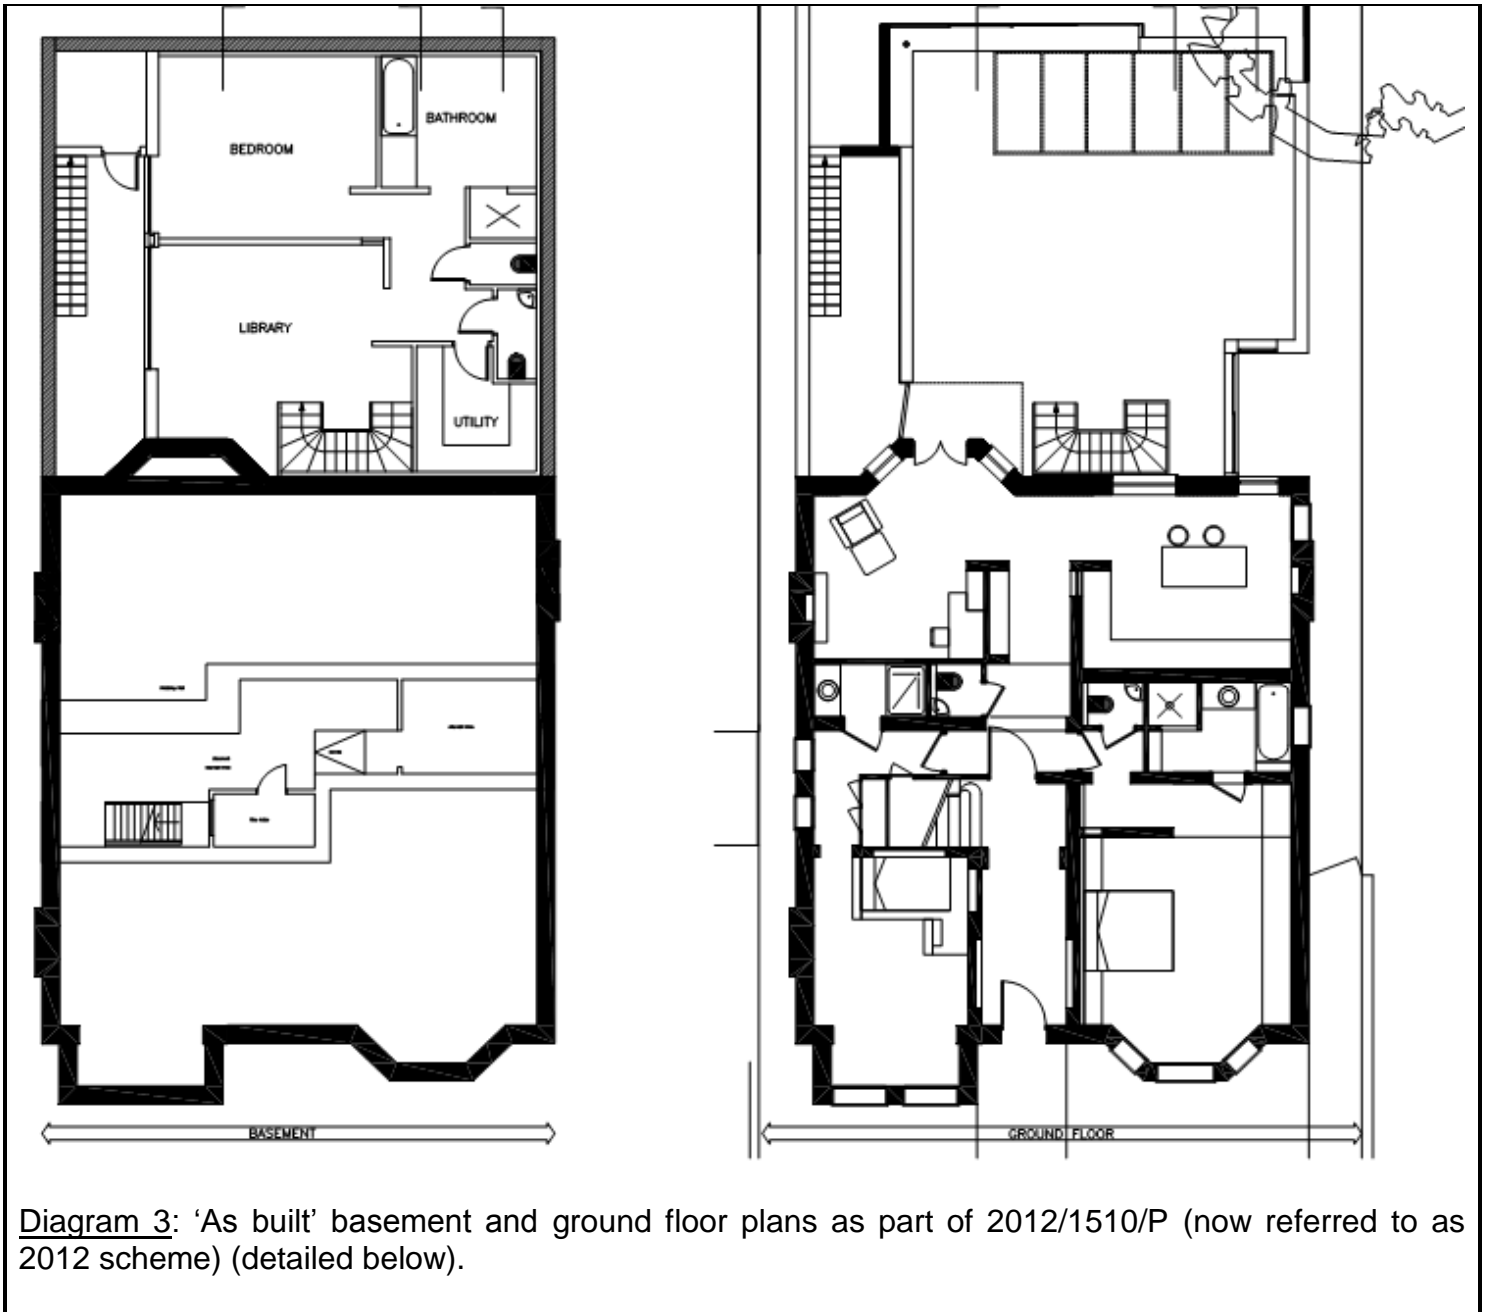 BATHROOM
BEDROOM
LIBRARY
UTILITY
BASEMENT
GROUND FLOOR
Diagram 3: ‘As built’ basement and ground floor plans as part of 2012/1510/P (now referred to as
2012 scheme) (detailed below).